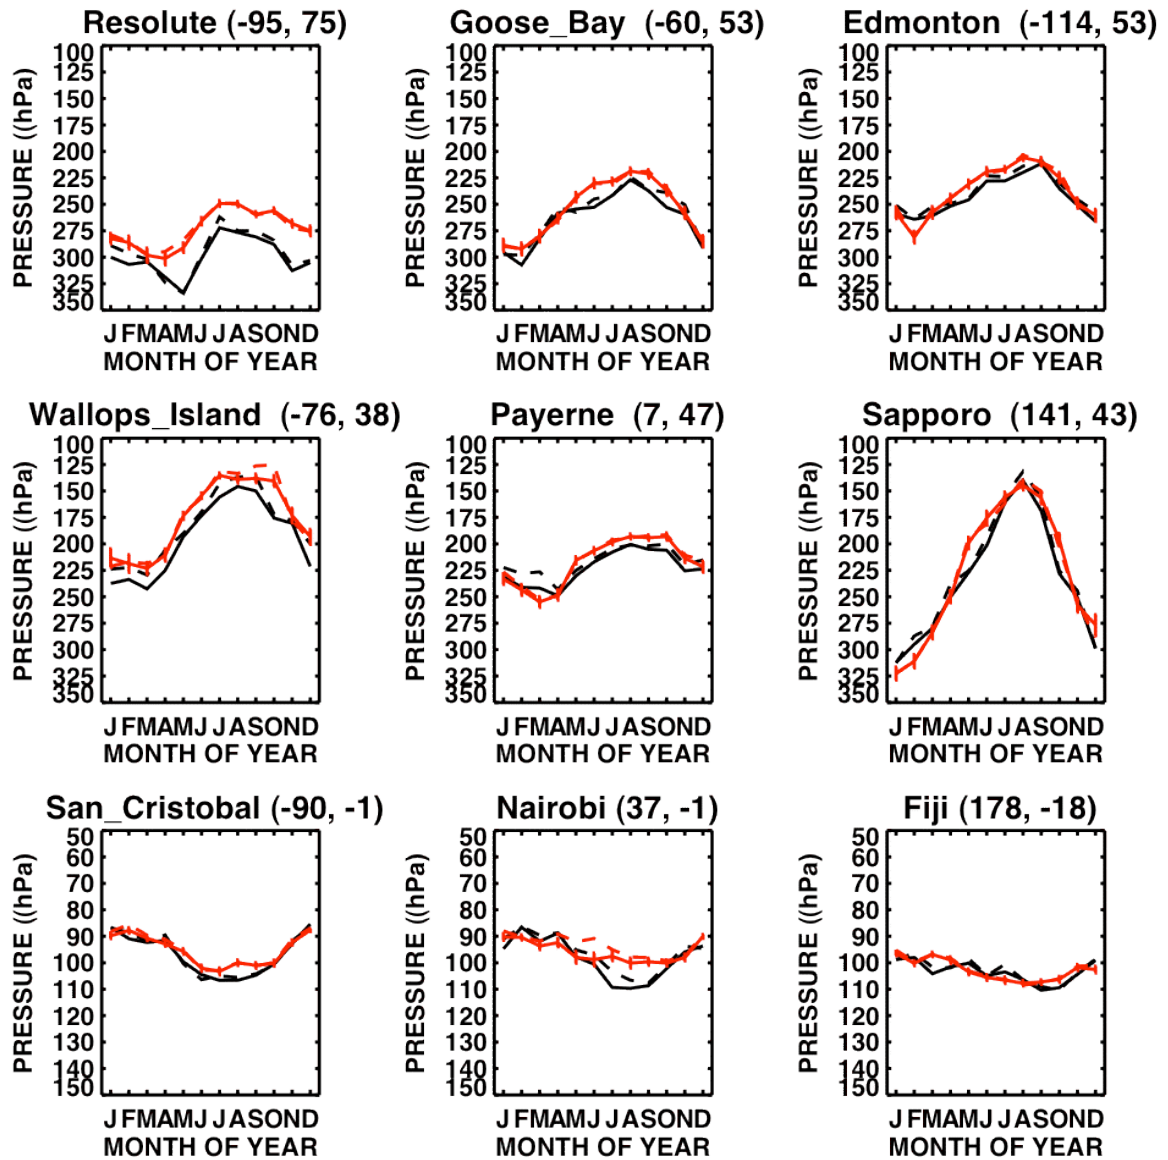 Resolute (-95, 75)
100
125
150
175
200
225
250
275
300
325
350
PRESSURE ((hPa)
J FMAMJ J ASOND
MONTH OF YEAR
Goose_Bay (-60, 53)
100
125
150
175
200
225
250
275
300
325
350
PRESSURE ((hPa)
J FMAMJ J ASOND
MONTH OF YEAR
Edmonton (-114, 53)
100
125
150
175
200
225
250
275
300
325
350
PRESSURE ((hPa)
J FMAMJ J ASOND
MONTH OF YEAR
Wallops_Island (-76, 38)
100
125
150
175
200
225
250
275
300
325
350
PRESSURE ((hPa)
J FMAMJ J ASOND
MONTH OF YEAR
Payerne (7, 47)
100
125
150
175
200
225
250
275
300
325
350
PRESSURE ((hPa)
J FMAMJ J ASOND
MONTH OF YEAR
Sapporo (141, 43)
100
125
150
175
200
225
250
275
300
325
350
PRESSURE ((hPa)
J FMAMJ J ASOND
MONTH OF YEAR
San_Cristobal (-90, -1)
50
60
70
80
90
100
110
120
130
140
150
PRESSURE ((hPa)
J FMAMJ J ASOND
MONTH OF YEAR
Nairobi (37, -1)
50
60
70
80
90
100
110
120
130
140
150
PRESSURE ((hPa)
J FMAMJ J ASOND
MONTH OF YEAR
Fiji (178, -18)
50
60
70
80
90
100
110
120
130
140
150
PRESSURE ((hPa)
J FMAMJ J ASOND
MONTH OF YEAR